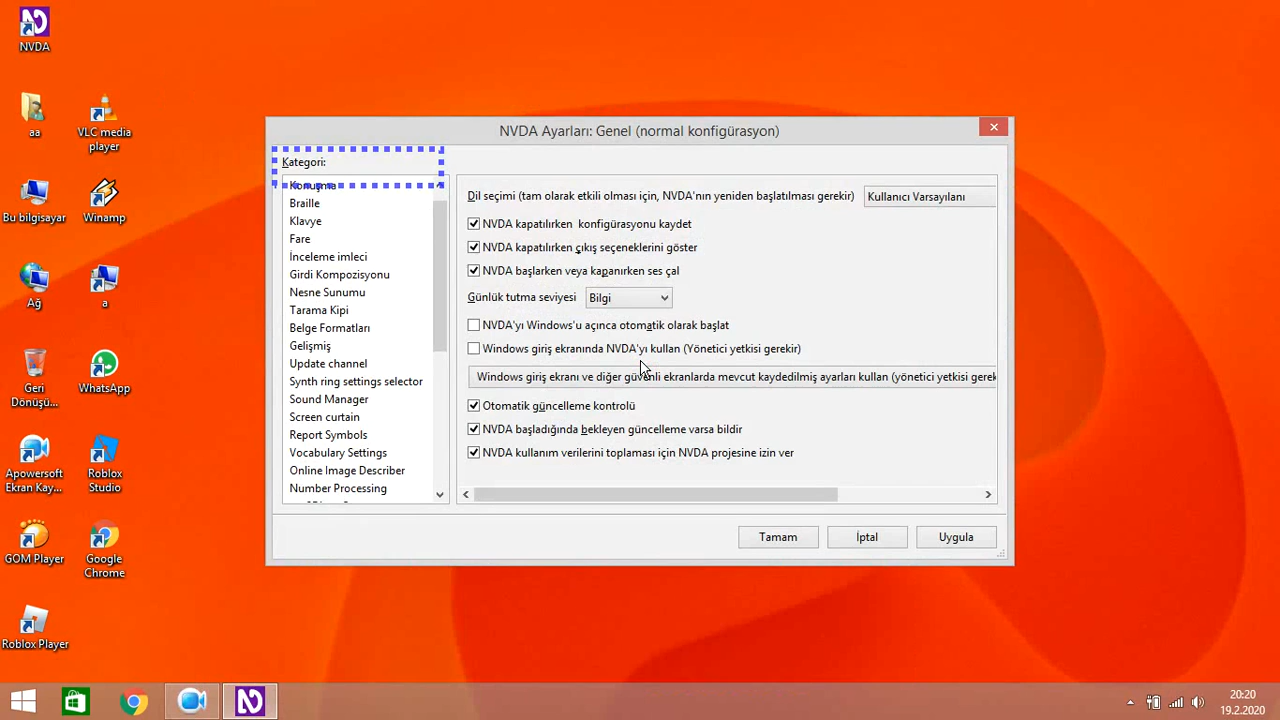 NVDA
aa
VLC media
player
Bu bilgisayar
Winamp
Ağ
a
Geri
Dönüşü...
WhatsApp
Apowersoft
Ekran Kay...
Roblox
Studio
GOM Player
Google
Chrome
Roblox Player
NVDA Ayarları: Genel (normal konfigürasyon)
Kategori:
Konuşma
Braille
Klavye
Fare
İnceleme imleci
Girdi Kompozisyonu
Nesne Sunumu
Tarama Kipi
Belge Formatları
Gelişmiş
Update channel
Synth ring settings selector
Sound Manager
Screen curtain
Report Symbols
Vocabulary Settings
Online Image Describer
Number Processing
Dil seçimi (tam olarak etkili olması için, NVDA'nın yeniden başlatılması gerekir)
Kullanıcı Varsayılanı
NVDA kapatılırken  konfigürasyonu kaydet
NVDA kapatılırken çıkış seçeneklerini göster
NVDA başlarken veya kapanırken ses çal
Günlük tutma seviyesi
Bilgi
NVDA'yı Windows'u açınca otomatik olarak başlat
Windows giriş ekranında NVDA'yı kullan (Yönetici yetkisi gerekir)
Windows giriş ekranı ve diğer güvenli ekranlarda mevcut kaydedilmiş ayarları kullan (yönetici yetkisi gerek
Otomatik güncelleme kontrolü
NVDA başladığında bekleyen güncelleme varsa bildir
NVDA kullanım verilerini toplaması için NVDA projesine izin ver
Tamam
İptal
Uygula
20:20
19.2.2020